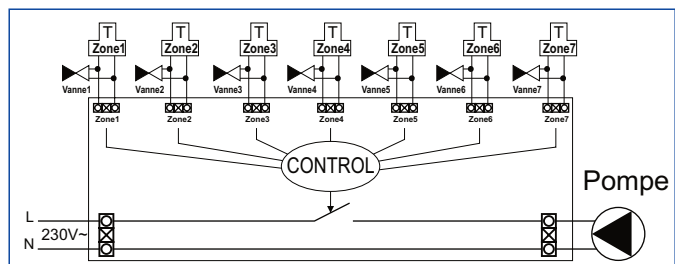 T T T T T T T
Zone1 Zone2 Zone3 Zone4 Zone5 Zone6 Zone7
Vanne1 Vanne2 Vanne3 Vanne4 Vanne5 Vanne6 Vanne7
Zone1 Zone2 Zone3 Zone4 Zone5 Zone6 Zone7
CONTROL
Pompe
L
230V~
N